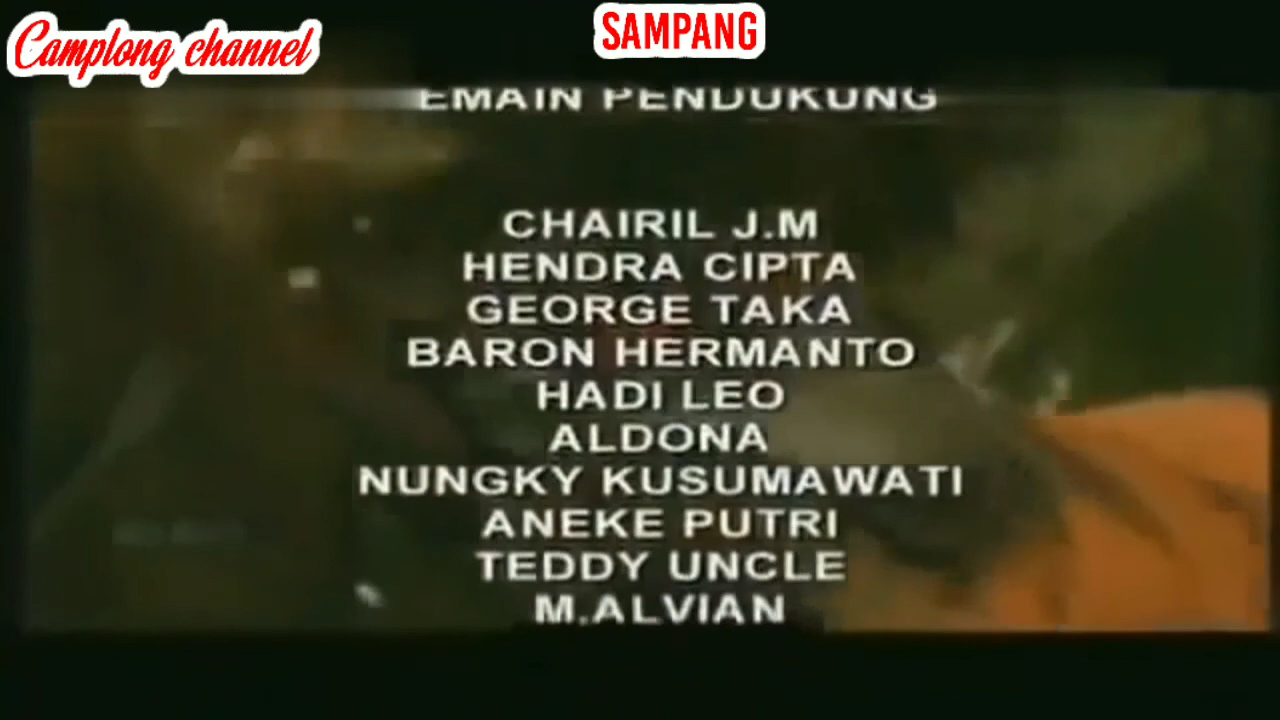 Camplong channel
SAMPANG
EMAIN PENDUKUNG
CHAIRIL J.M
HENDRA CIPTA
GEORGE TAKA
BARON HERMANTO
HADI LEO
ALDONA
NUNGKY KUSUMAWATI
ANEKE PUTRI
TEDDY UNCLE
M.ALVIAN